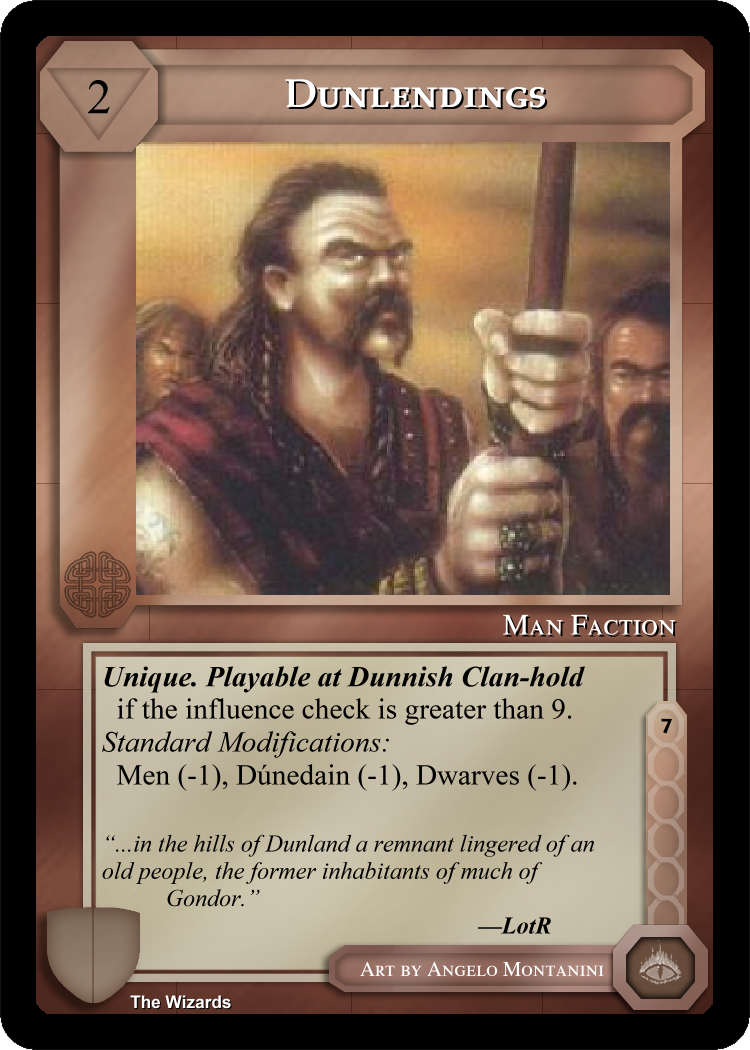 2
Dunlendings
Man Faction
Unique. Playable at Dunnish Clan-hold
if the influence check is greater than 9.
Standard Modifications:
Men (-1), Dúnedain (-1), Dwarves (-1).
7
“...in the hills of Dunland a remnant lingered of an
old people, the former inhabitants of much of
Gondor.”
—LotR
Art by Angelo Montanini
The Wizards